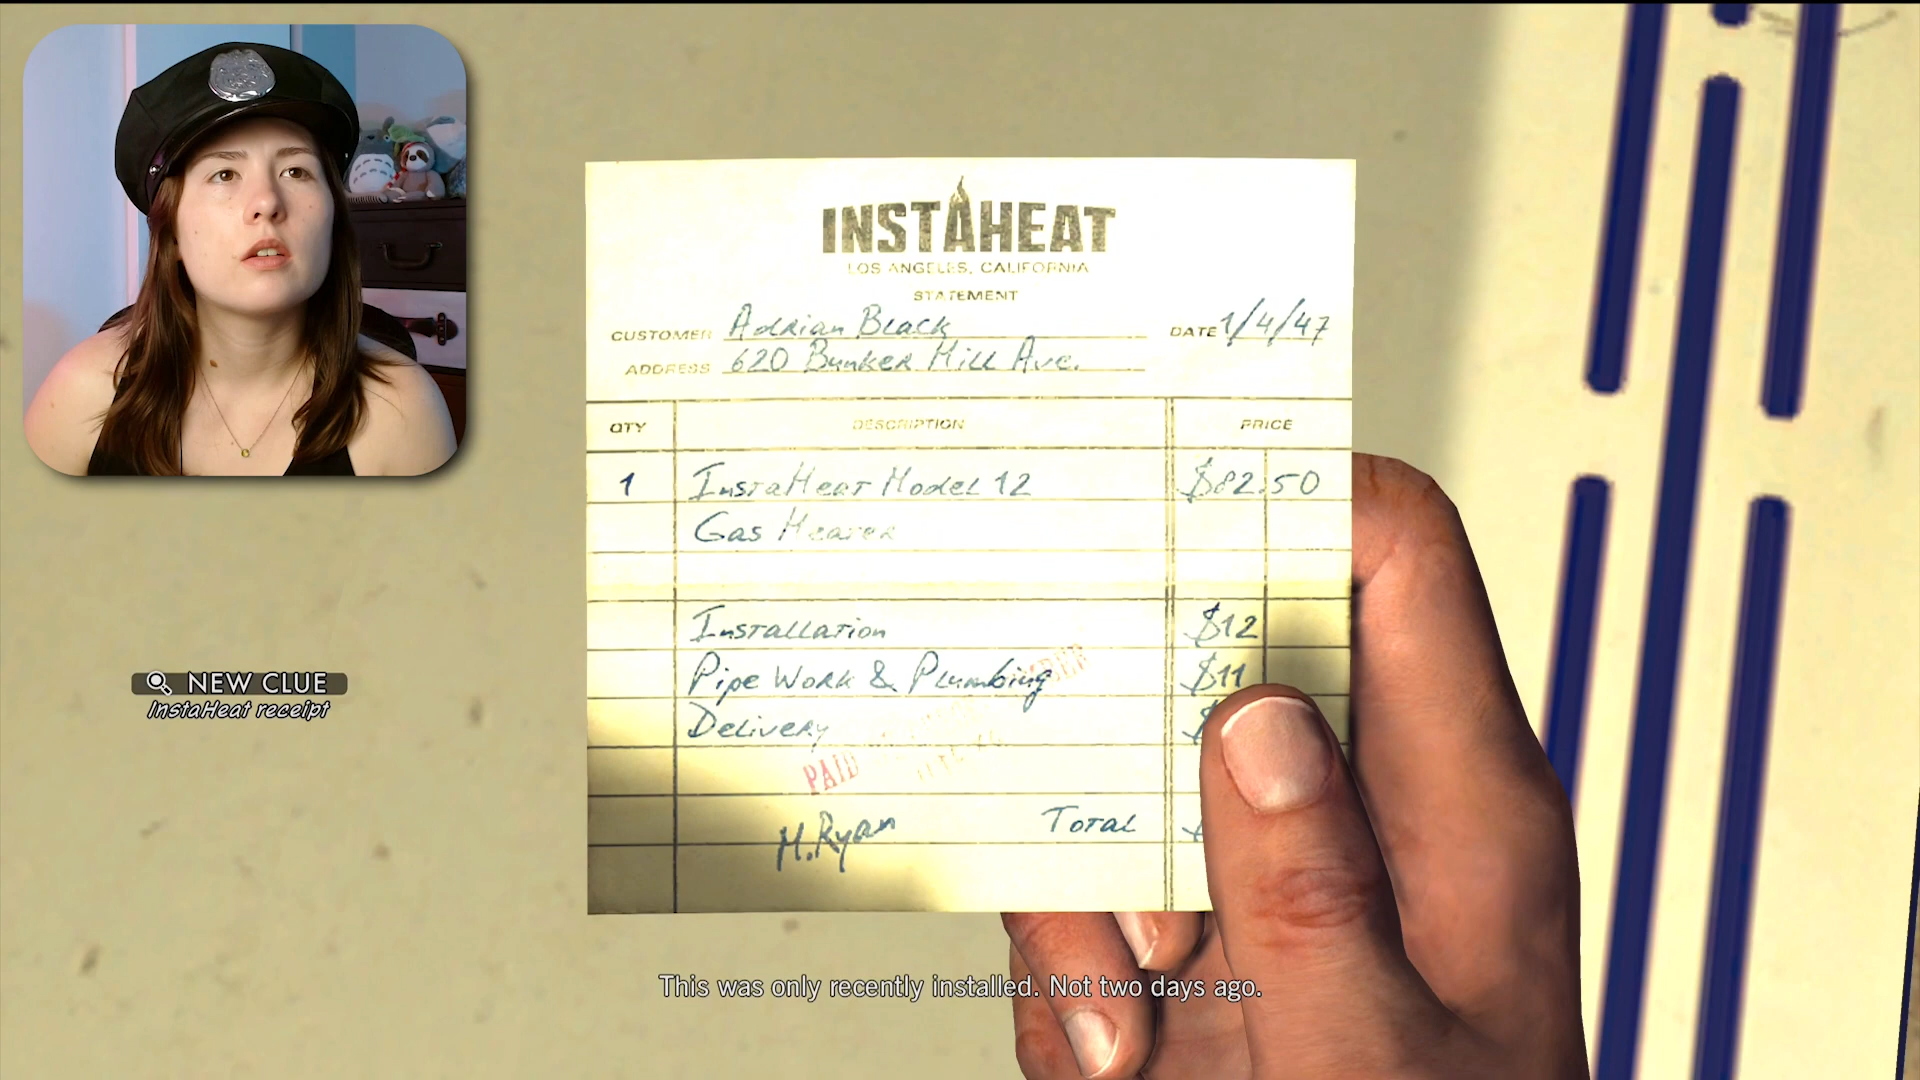 INSTAHEAT
LOS ANGELES, CALIFORNIA
STATEMENT
CUSTOMER Adrian Black DATE 1/4/47
ADDRESS 620 Bunker Hill Ave.
QTY DESCRIPTION PRICE
1 InstaHeat Model 12 $82.50
Gas Heater
Installation $12
Pipe Work & Plumbing $11
Delivery $
PAID
M. Ryan Total $
NEW CLUE
InstaHeat receipt
This was only recently installed. Not two days ago.